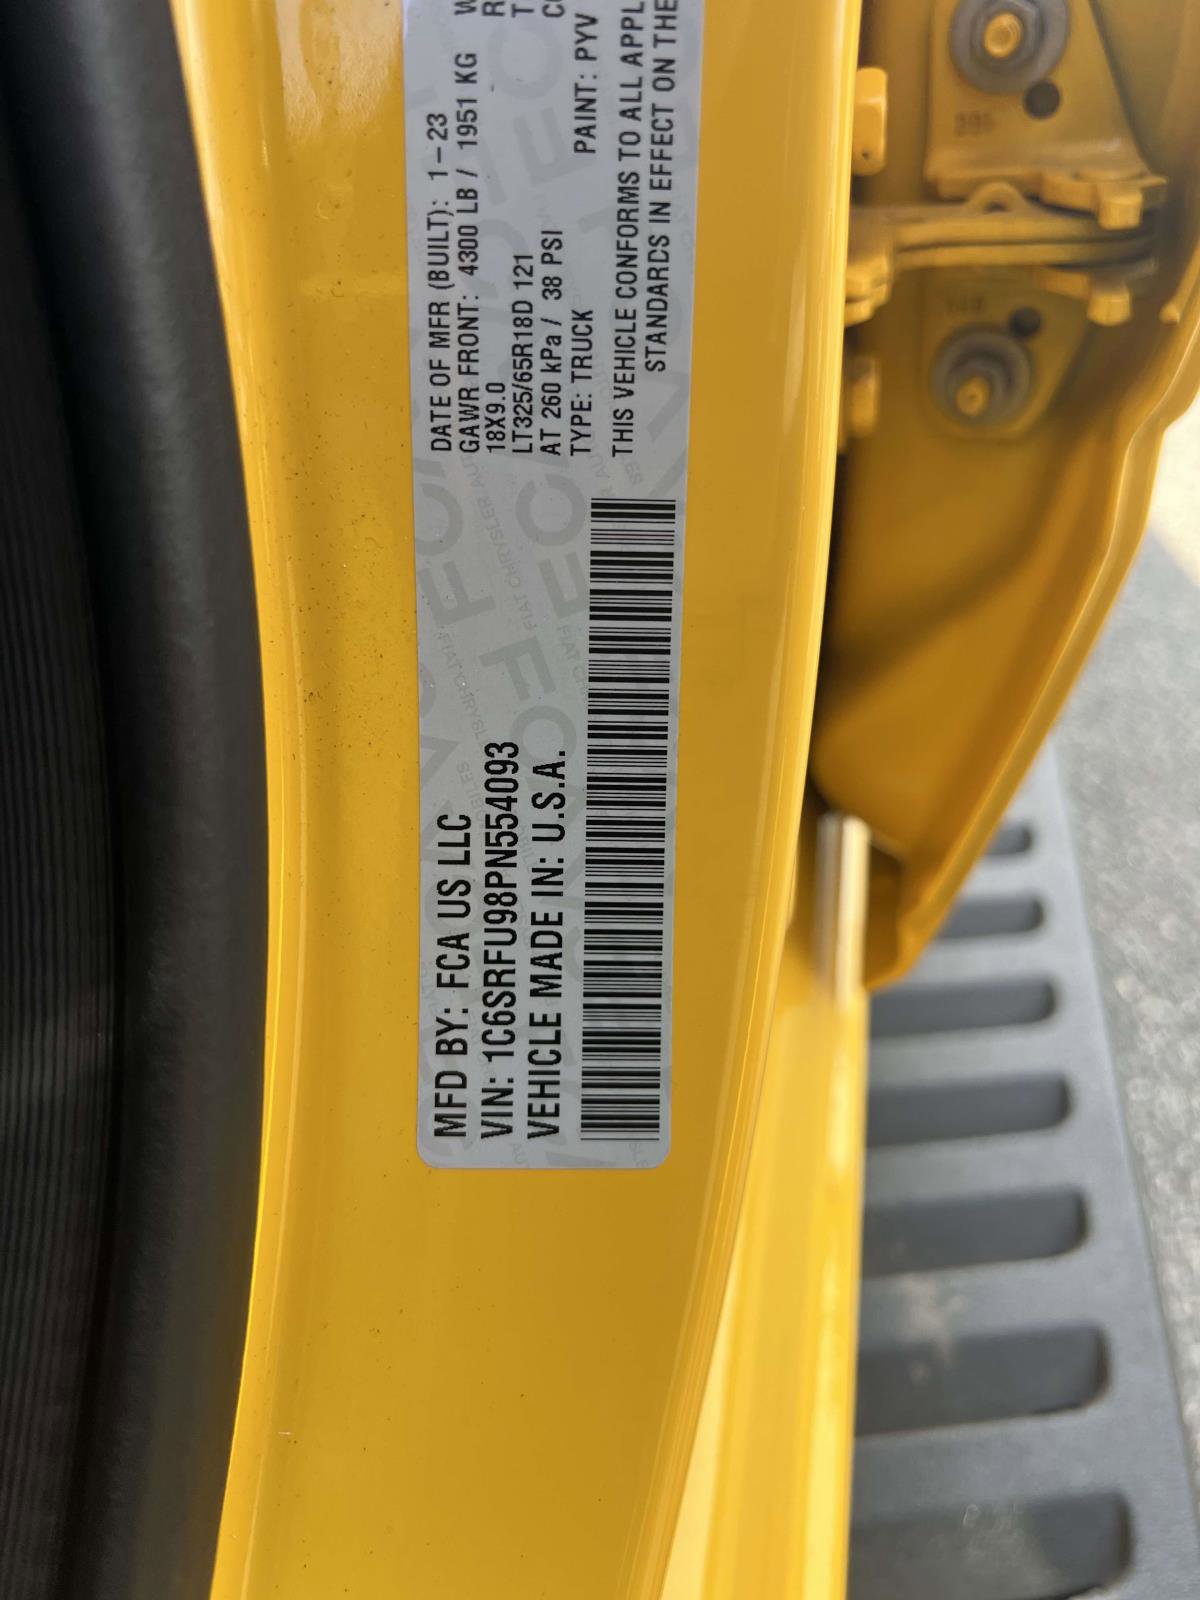 MFD BY: FCA US LLC
VIN: 1C6SRFU98PN554093
VEHICLE MADE IN: U.S.A.
DATE OF MFR (BUILT): 1-23
GAWR FRONT: 4300 LB / 1951 KG
18X9.0
LT325/65R18D 121
AT 260 kPa / 38 PSI
TYPE: TRUCK PAINT: PYV
THIS VEHICLE CONFORMS TO ALL APPL
STANDARDS IN EFFECT ON THE